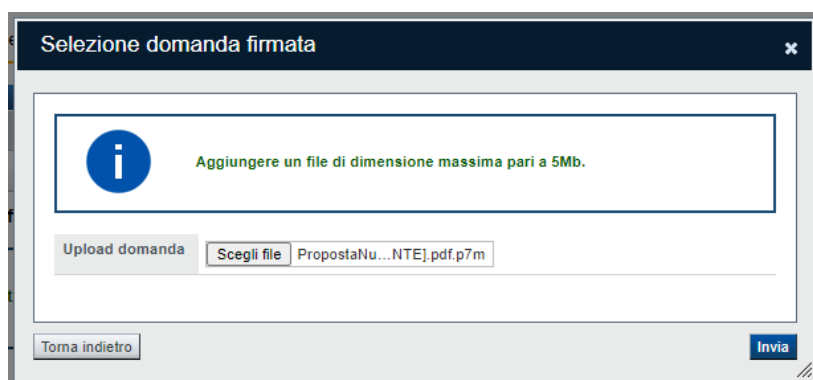 Selezione domanda firmata
Aggiungere un file di dimensione massima pari a 5Mb.
Upload domanda
Scegli file PropostaNu...NTE].pdf.p7m
Torna indietro
Invia